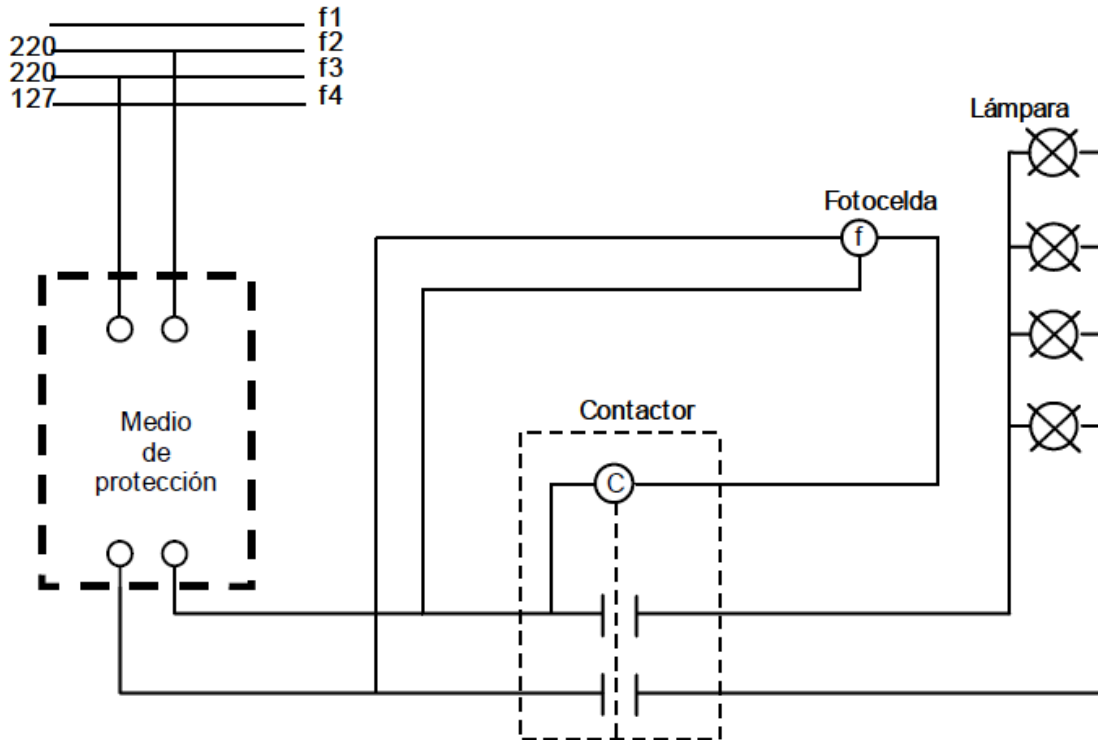 f1
220 f2
220 f3
127 f4
Lámpara
Fotocelda
f
Contactor
Medio
de
protección
C